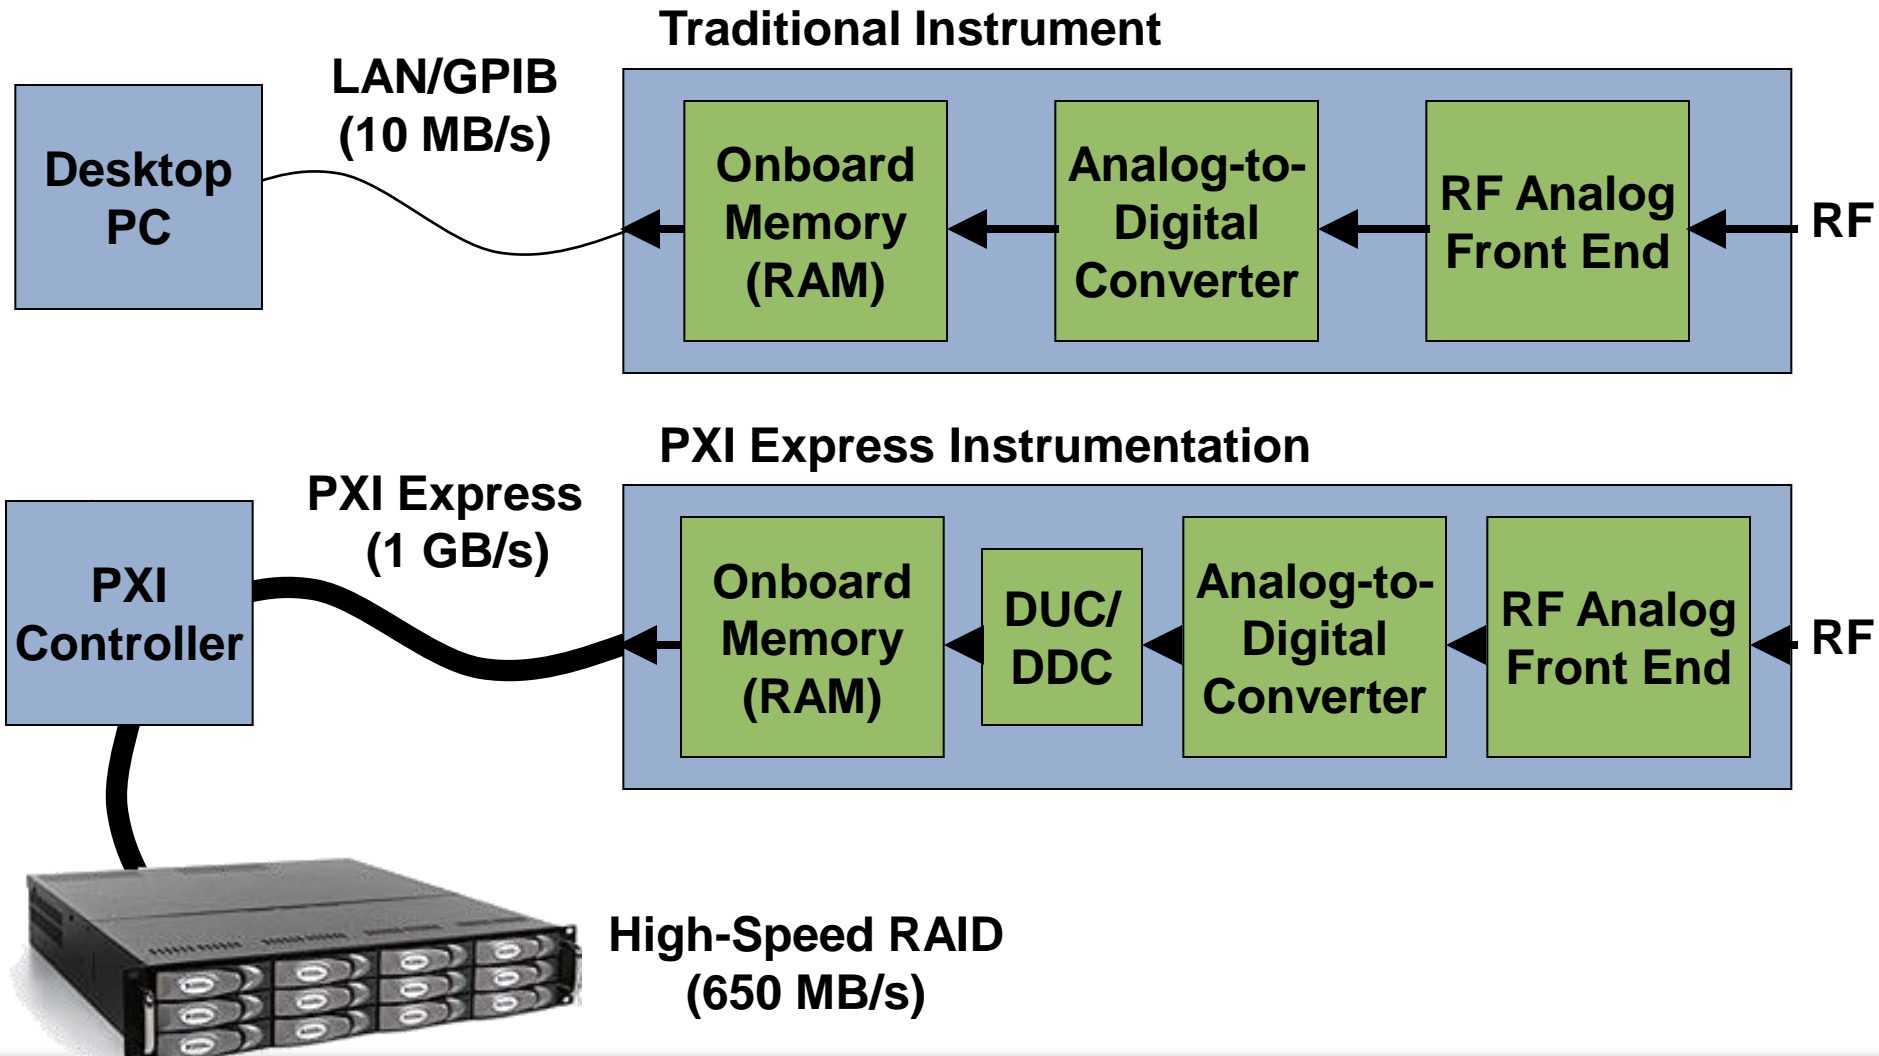 Traditional Instrument
LAN/GPIB
(10 MB/s)
Desktop
PC
Onboard
Memory
(RAM)
Analog-to-
Digital
Converter
RF Analog
Front End
RF
PXI Express Instrumentation
PXI Express
(1 GB/s)
PXI
Controller
Onboard
Memory
(RAM)
DUC/
DDC
Analog-to-
Digital
Converter
RF Analog
Front End
RF
High-Speed RAID
(650 MB/s)